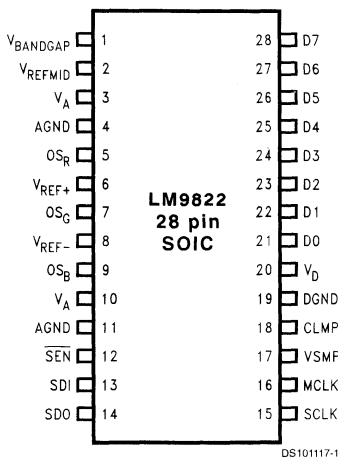 VBANDGAP 1 28 D7
VREFMID 2 27 D6
VA 3 26 D5
AGND 4 25 D4
OSR 5 24 D3
VREF+ 6 23 D2
OSG 7 22 D1
VREF− 8 21 D0
OSB 9 20 VD
VA 10 19 DGND
AGND 11 18 CLMP
SEN 12 17 VSMP
SDI 13 16 MCLK
SDO 14 15 SCLK
LM9822
28 pin
SOIC
DS101117-1